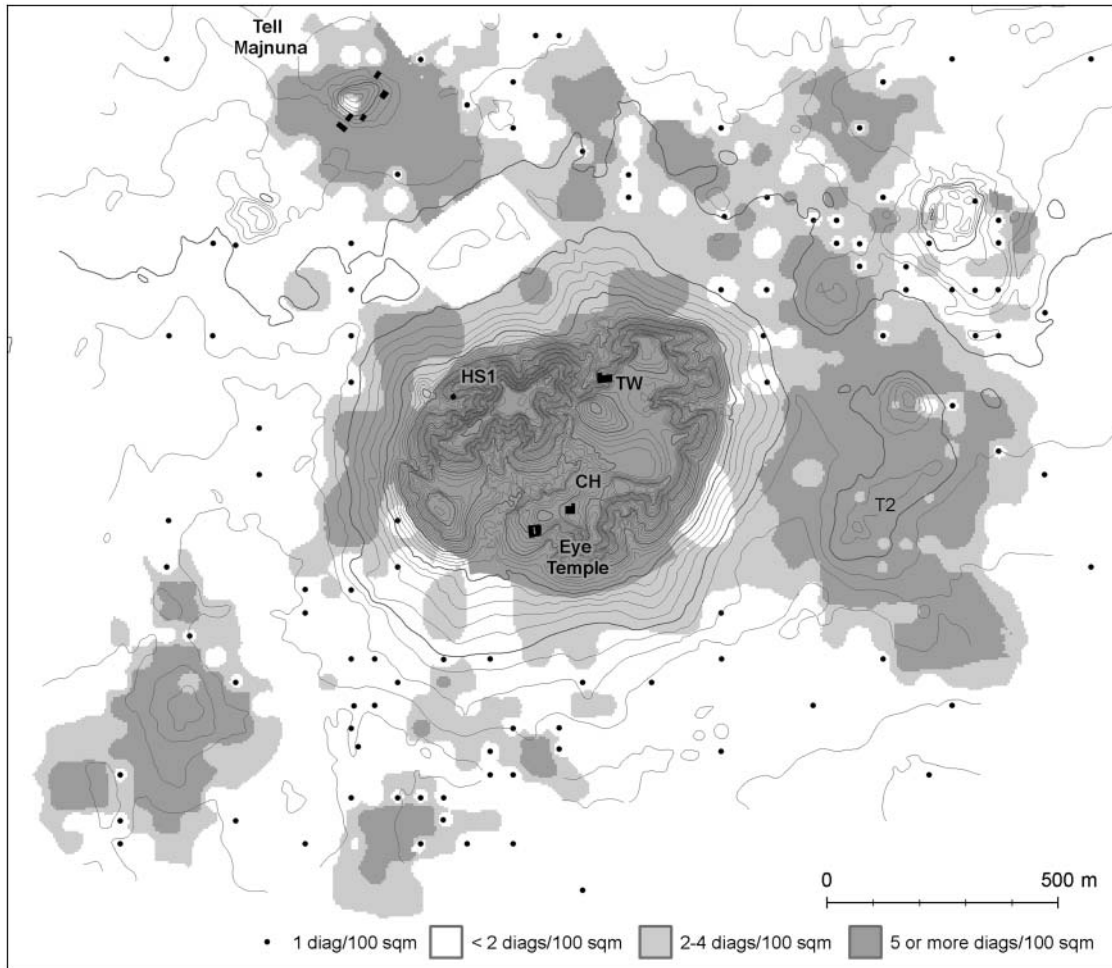 Tell
Majnuna
HS1
TW
CH
T2
Eye
Temple
0 500 m
1 diag/100 sqm < 2 diags/100 sqm 2-4 diags/100 sqm 5 or more diags/100 sqm